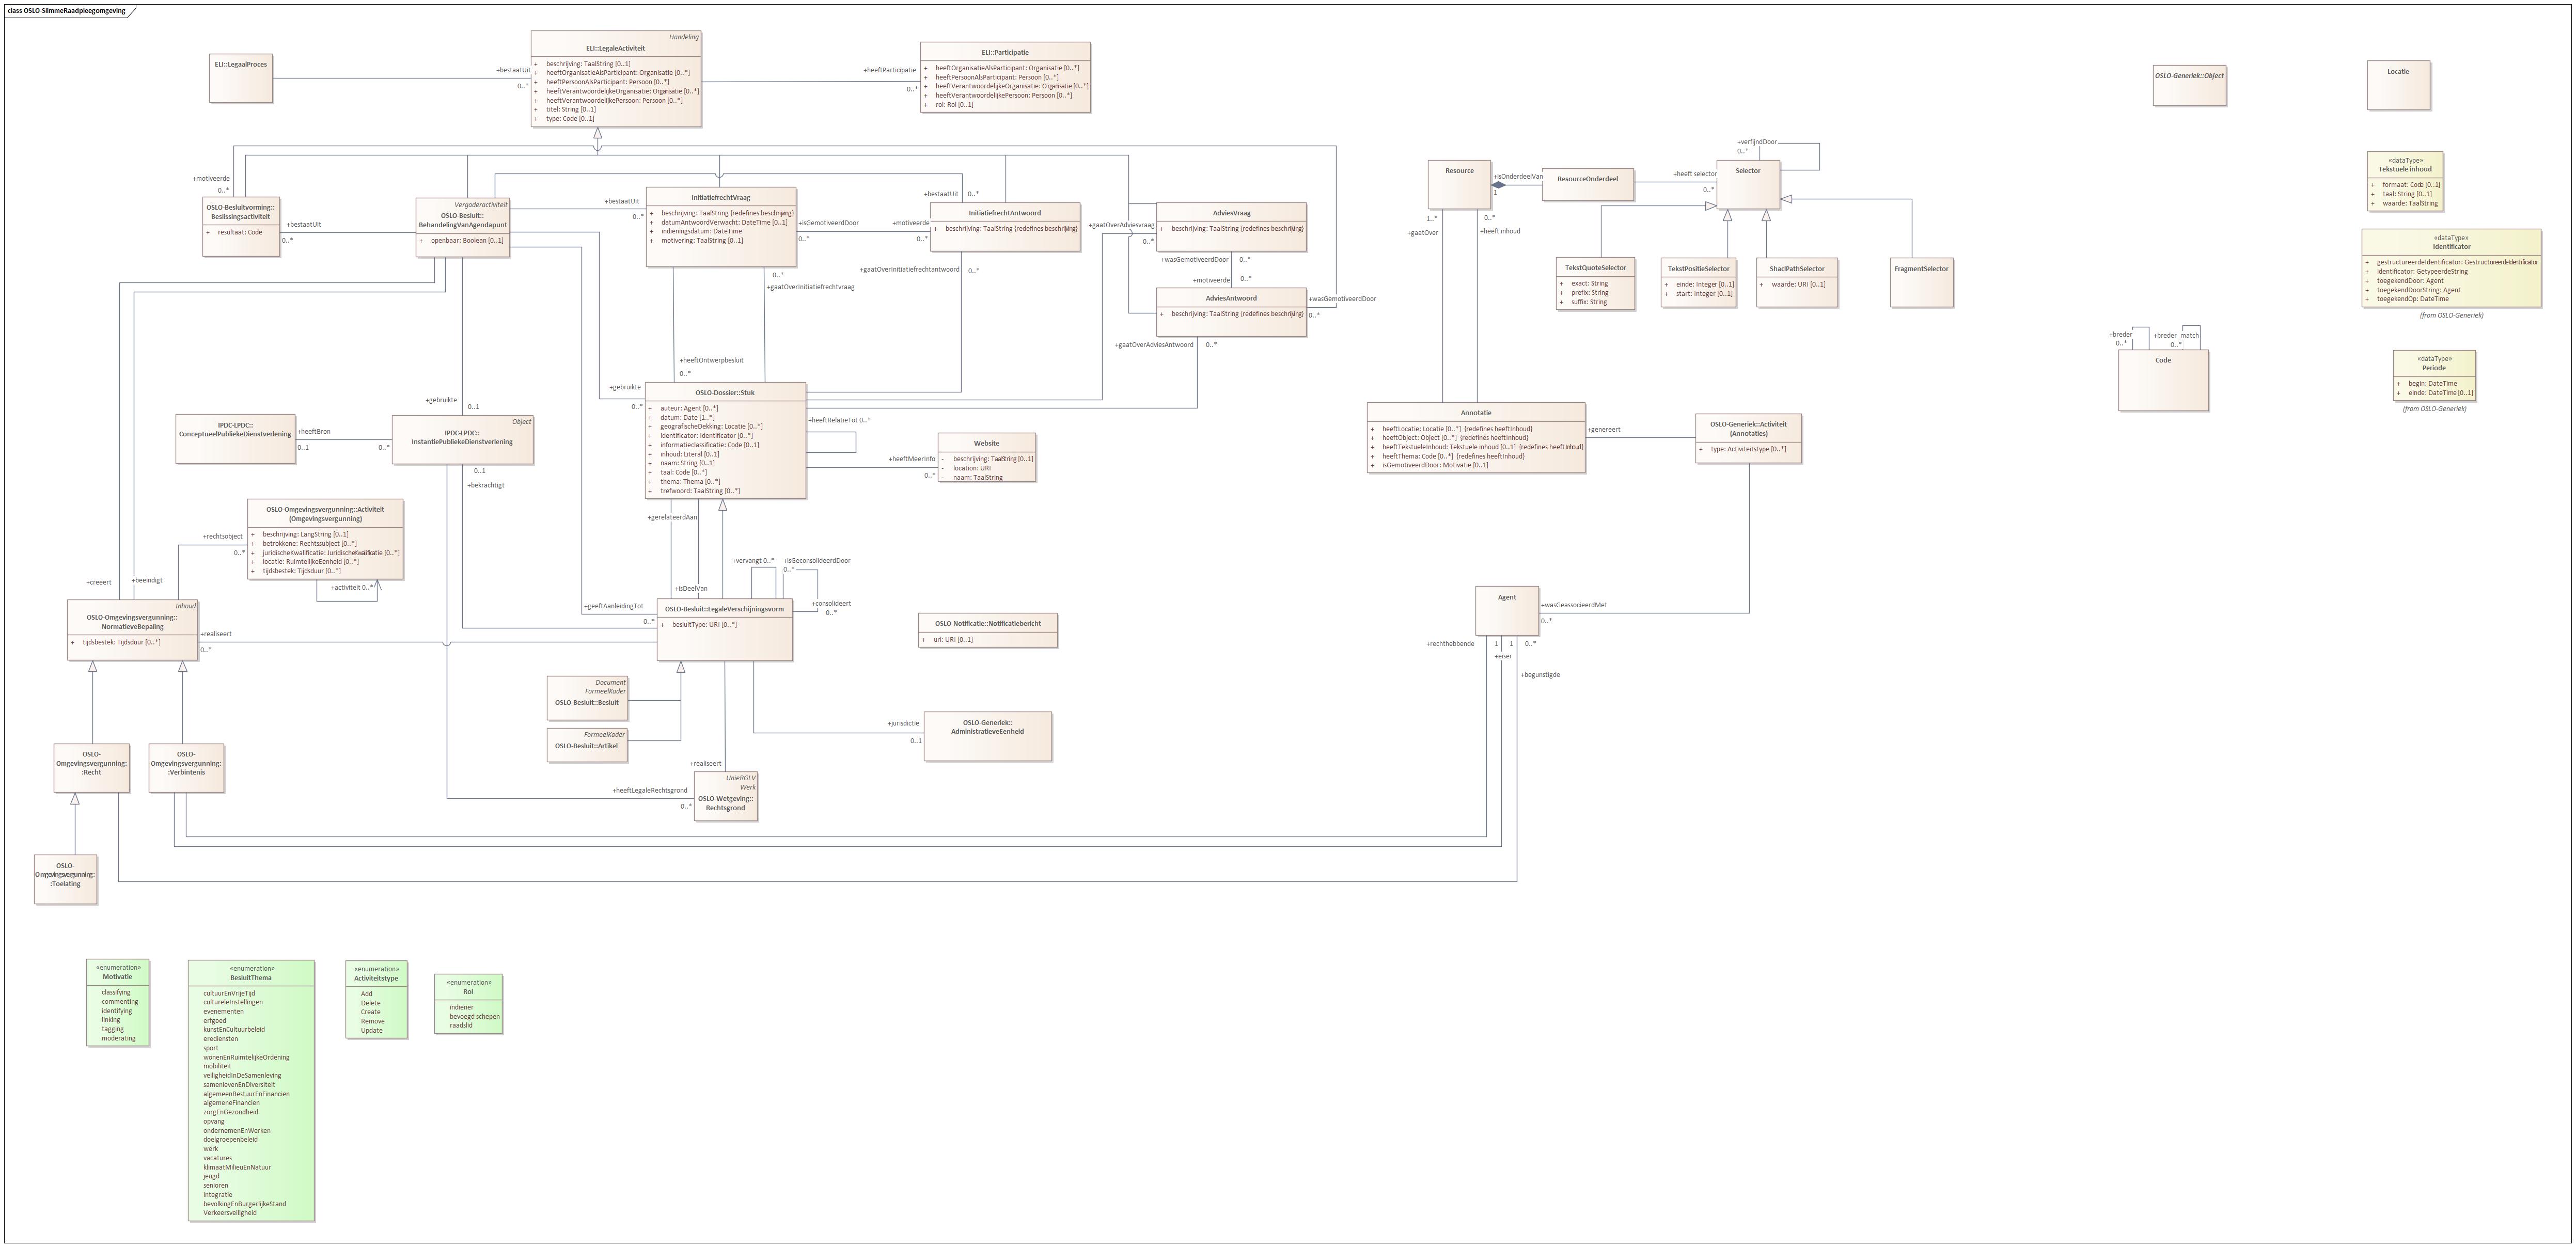 class OSLO-SlimmeRaadpleegomgeving
ELI::LegaalProces
+bestaatUit
0..*
Handeling
ELI::LegaleActiviteit
+ beschrijving: TaalString [0..1]
+ heeftOrganisatieAlsParticipant: Organisatie [0..*]
+ heeftPersoonAlsParticipant: Persoon [0..*]
+ heeftVerantwoordelijkeOrganisatie: Organisatie [0..*]
+ heeftVerantwoordelijkePersoon: Persoon [0..*]
+ titel: String [0..1]
+ type: Code [0..1]
+heeftParticipatie
0..*
ELI::Participatie
+ heeftOrganisatieAlsParticipant: Organisatie [0..*]
+ heeftPersoonAlsParticipant: Persoon [0..*]
+ heeftVerantwoordelijkeOrganisatie: Organisatie [0..*]
+ heeftVerantwoordelijkePersoon: Persoon [0..*]
+ rol: Rol [0..1]
OSLO-Generiek::Object
Locatie
+motiveerde
0..*
OSLO-Besluitvorming::
Beslissingsactiviteit
+ resultaat: Code
+bestaatUit
0..*
Vergaderactiviteit
OSLO-Besluit::
BehandelingVanAgendapunt
+ openbaar: Boolean [0..1]
+bestaatUit
0..*
InitiatiefrechtVraag
+ beschrijving: TaalString {redefines beschrijving}
+ datumAntwoordVerwacht: DateTime [0..1]
+ indieningsdatum: DateTime
+ motivering: TaalString [0..1]
+isGemotiveerdDoor
0..*
+motiveerde
0..*
+bestaatUit
0..*
InitiatiefrechtAntwoord
+ beschrijving: TaalString {redefines beschrijving}
+gaatOverAdviesvraag
0..*
AdviesVraag
+ beschrijving: TaalString {redefines beschrijving}
+wasGemotiveerdDoor
0..*
+motiveerde
0..*
AdviesAntwoord
+ beschrijving: TaalString {redefines beschrijving}
+wasGemotiveerdDoor
0..*
+gaatOverAdviesAntwoord
0..*
+gaatOverInitiatiefrechtantwoord
0..*
0..*
+gaatOverInitiatiefrechtvraag
+heeftOntwerpbesluit
0..*
+gebruikte
0..*
OSLO-Dossier::Stuk
+ auteur: Agent [0..*]
+ datum: Date [1..*]
+ geografischeDekking: Locatie [0..*]
+ identificator: Identificator [0..*]
+ informatieclassificatie: Code [0..1]
+ inhoud: Literal [0..1]
+ naam: String [0..1]
+ taal: Code [0..*]
+ thema: Thema [0..*]
+ trefwoord: TaalString [0..*]
+heeftRelatieTot 0..*
+heeftMeerinfo
0..*
Website
- beschrijving: TaalString [0..1]
- location: URI
- naam: TaalString
Resource
+isOnderdeelVan
1
ResourceOnderdeel
+heeft selector
0..*
Selector
+verfijndDoor
0..*
TekstQuoteSelector
+ exact: String
+ prefix: String
+ suffix: String
TekstPositieSelector
+ einde: Integer [0..1]
+ start: Integer [0..1]
ShaclPathSelector
+ waarde: URI [0..1]
FragmentSelector
1..*
+gaatOver
0..*
+heeft inhoud
Annotatie
+ heeftLocatie: Locatie [0..*] {redefines heeftInhoud}
+ heeftObject: Object [0..*] {redefines heeftInhoud}
+ heeftTekstueleInhoud: Tekstuele inhoud [0..1] {redefines heeft Inhoud}
+ heeftThema: Code [0..*] {redefines heeftInhoud}
+ isGemotiveerdDoor: Motivatie [0..1]
+genereert
OSLO-Generiek::Activiteit
(Annotaties)
+ type: Activiteitstype [0..*]
«dataType»
Tekstuele inhoud
+ formaat: Code [0..1]
+ taal: String [0..1]
+ waarde: TaalString
«dataType»
Identificator
+ gestructureerdeIdentificator: GestructureerdeIdentificator
+ identificator: GetypeerdeString
+ toegekendDoor: Agent
+ toegekendDoorString: Agent
+ toegekendOp: DateTime
(from OSLO-Generiek)
+breder
0..*
+breder_match
0..*
Code
«dataType»
Periode
+ begin: DateTime
+ einde: DateTime [0..1]
(from OSLO-Generiek)
IPDC-LPDC::
ConceptueelPubliekeDienstverlening
+heeftBron
0..1
0..*
+gebruikte
0..1
Object
IPDC-LPDC::
InstantiePubliekeDienstverlening
0..1
+bekrachtigt
OSLO-Omgevingsvergunning::Activiteit
(Omgevingsvergunning)
+ beschrijving: LangString [0..1]
+ betrokkene: Rechtssubject [0..*]
+ juridischeKwalificatie: JuridischeKwalificatie [0..*]
+ locatie: RuimtelijkeEenheid [0..*]
+ tijdsbestek: Tijdsduur [0..*]
+activiteit 0..*
+rechtsobject
0..*
+creeert
+beeindigt
Inhoud
OSLO-Omgevingsvergunning::
NormatieveBepaling
+ tijdsbestek: Tijdsduur [0..*]
+realiseert
0..*
+gerelateerdAan
+isDeelVan
+vervangt 0..*
+isGeconsolideerdDoor
0..*
+consolideert
0..*
+geeftAanleidingTot
0..*
OSLO-Besluit::LegaleVerschijningsvorm
+ besluitType: URI [0..*]
OSLO-Notificatie::Notificatiebericht
+ url: URI [0..1]
Agent
+wasGeassocieerdMet
0..*
+rechthebbende
1
+eiser
1
0..*
+begunstigde
Document
FormeelKader
OSLO-Besluit::Besluit
FormeelKader
OSLO-Besluit::Artikel
+jurisdictie
0..1
OSLO-Generiek::
AdministratieveEenheid
+realiseert
+heeftLegaleRechtsgrond
0..*
UnieRGLV
Werk
OSLO-Wetgeving::
Rechtsgrond
OSLO-
Omgevingsvergunning:
:Recht
OSLO-
Omgevingsvergunning:
:Verbintenis
OSLO-
Omgevingsvergunning:
:Toelating
«enumeration»
Motivatie
classifying
commenting
identifying
linking
tagging
moderating
«enumeration»
BesluitThema
cultuurEnVrijeTijd
cultureleInstellingen
evenementen
erfgoed
kunstEnCultuurbeleid
erediensten
sport
wonenEnRuimtelijkeOrdening
mobiliteit
veiligheidInDeSamenleving
samenlevenEnDiversiteit
algemeenBestuurEnFinancien
algemeneFinancien
zorgEnGezondheid
opvang
ondernemenEnWerken
doelgroepenbeleid
werk
vacatures
klimaatMilieuEnNatuur
jeugd
senioren
integratie
bevolkingEnBurgerlijkeStand
Verkeersveiligheid
«enumeration»
Activiteitstype
Add
Delete
Create
Remove
Update
«enumeration»
Rol
indiener
bevoegd schepen
raadslid